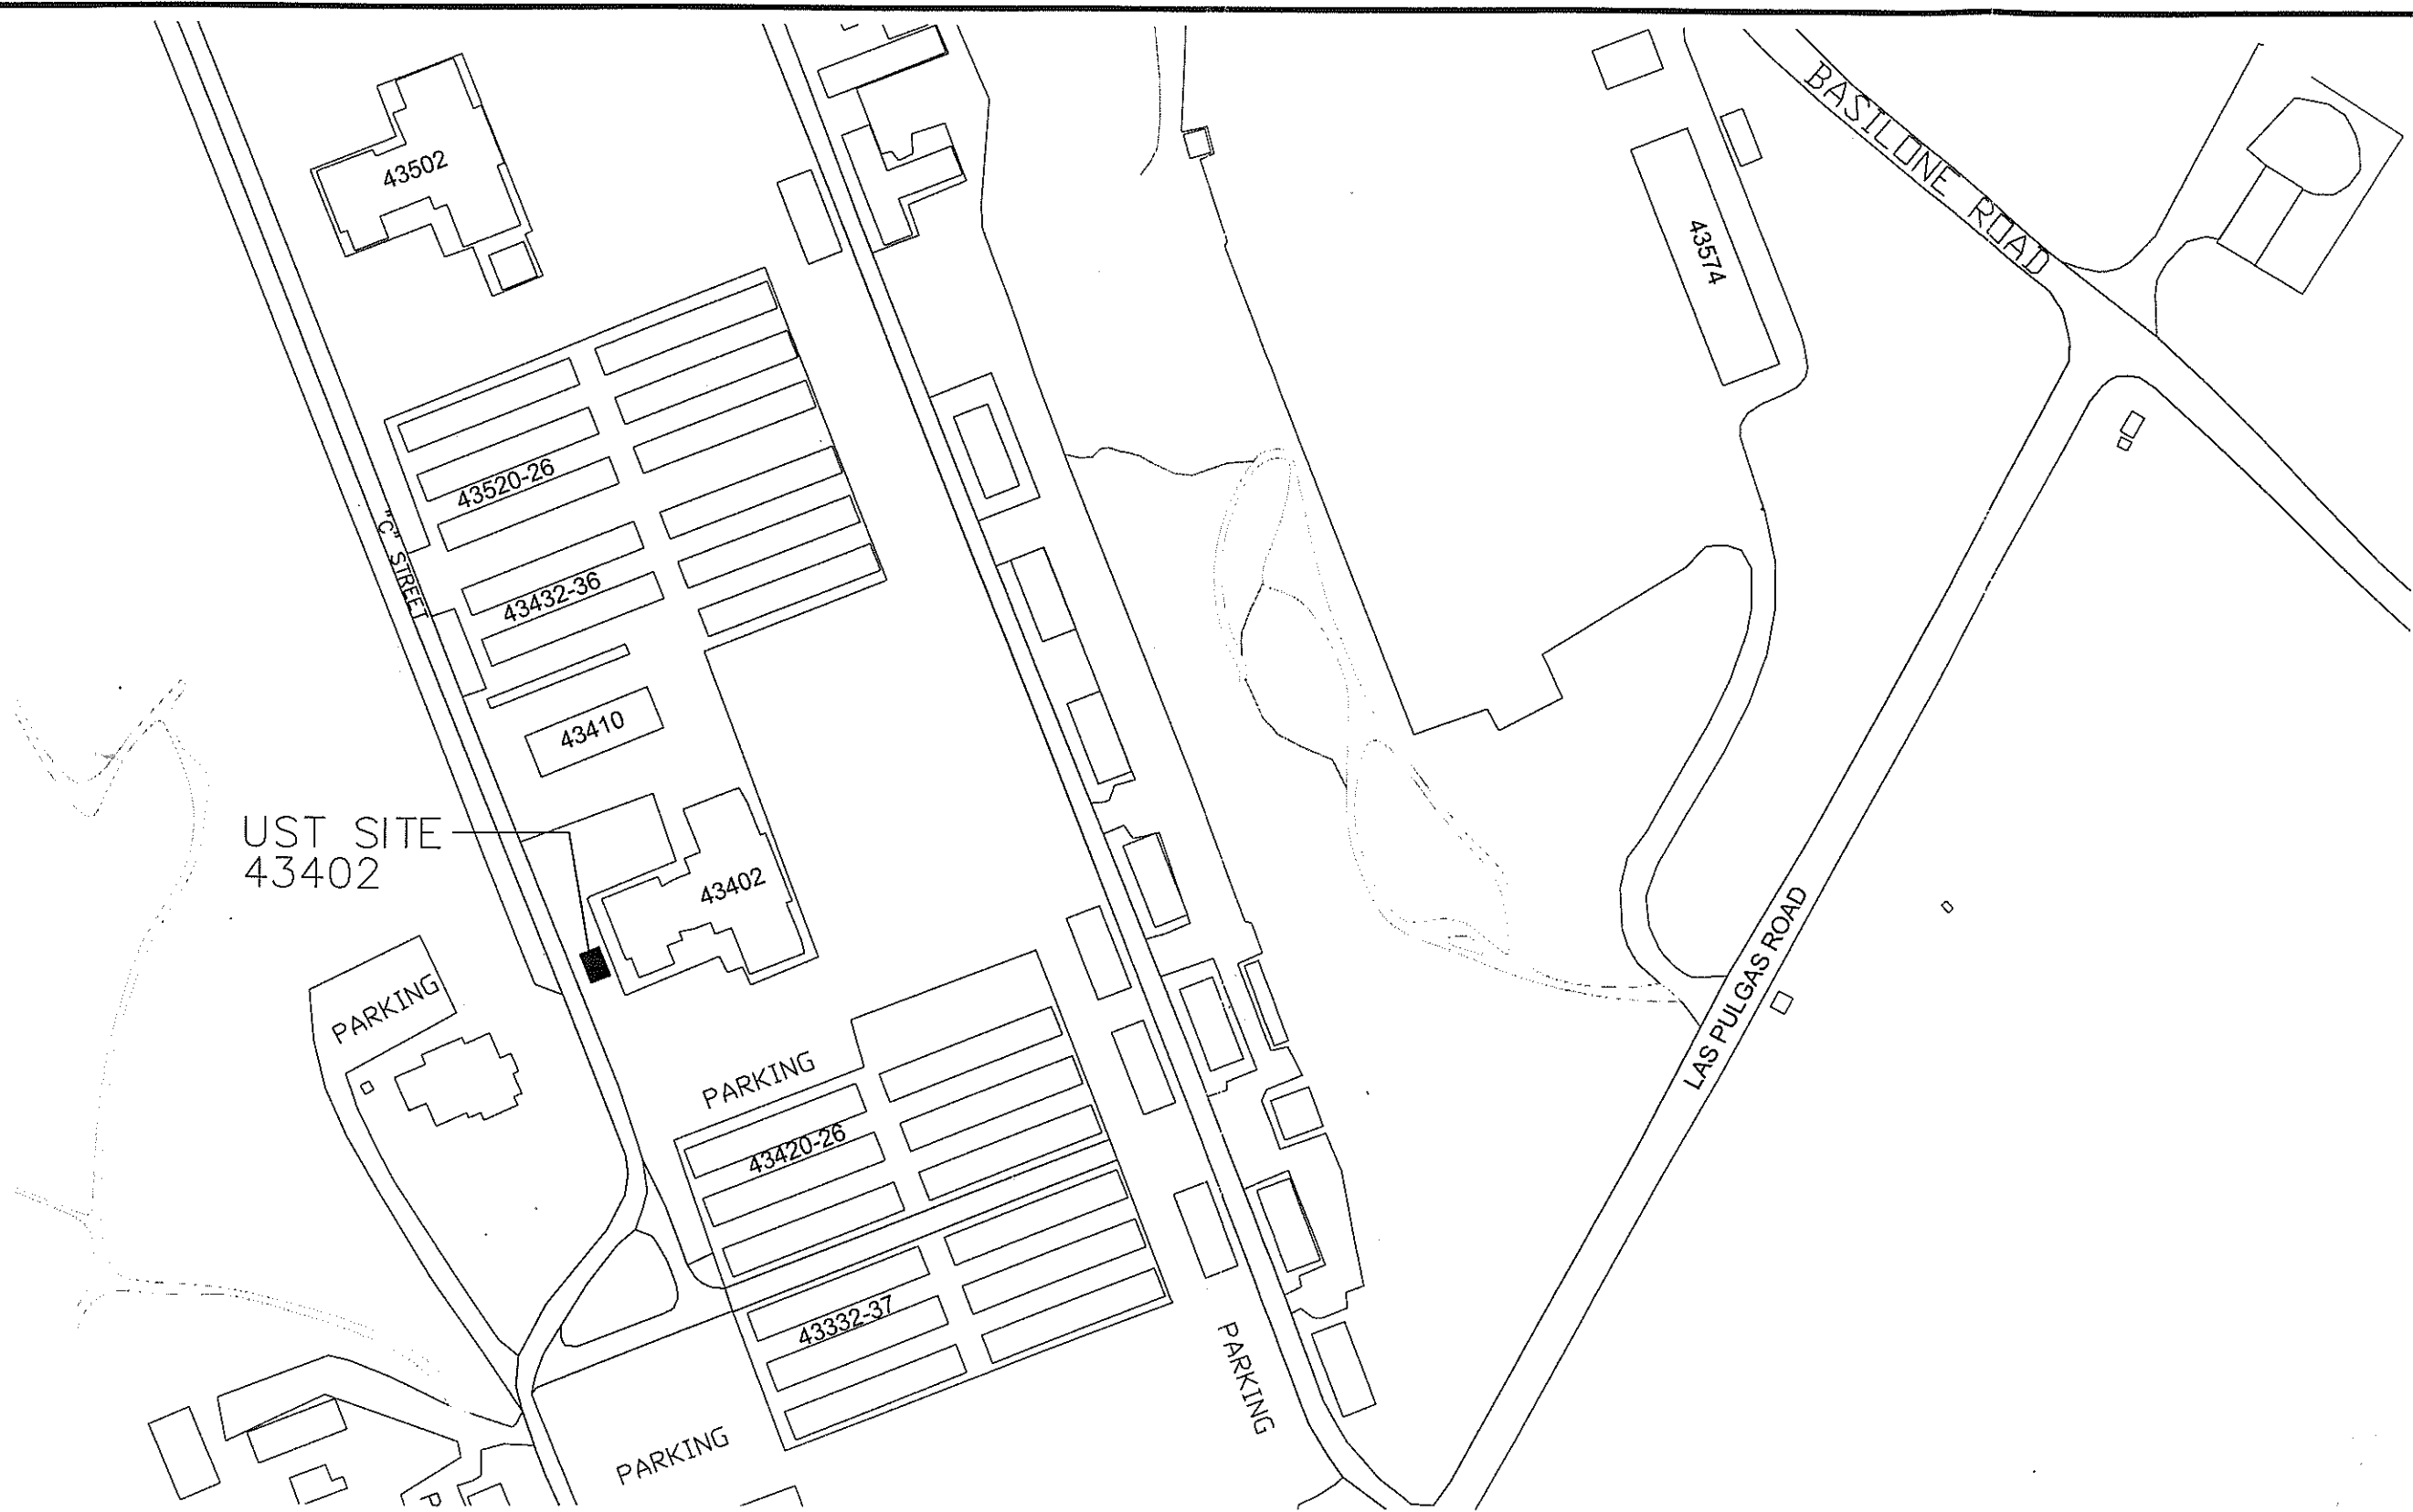 43502
BASILONE ROAD
43574
43520-26
"C" STREET
43432-36
43410
UST SITE
43402
43402
PARKING
LAS PULGAS ROAD
PARKING
43420-26
43332-37
PARKING
PARKING
P